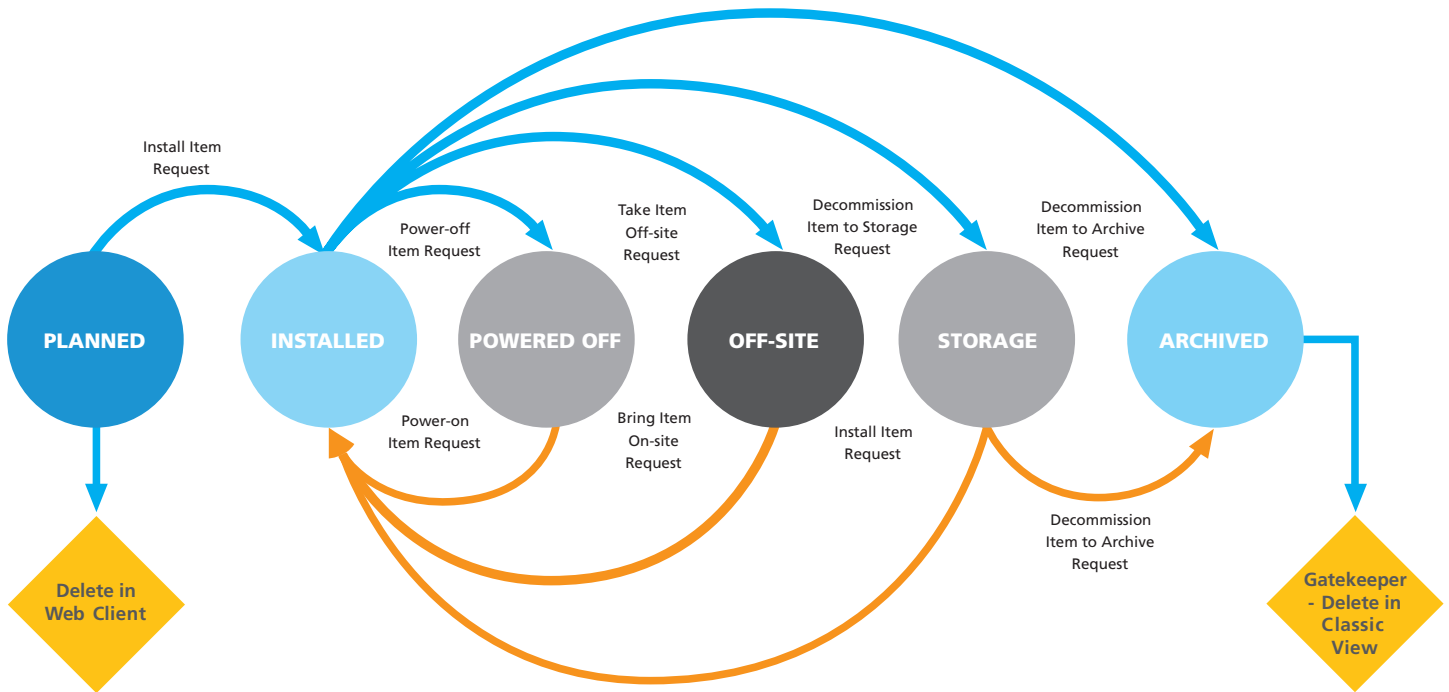 Install Item
Request
Power-off
Item Request
Take Item
Off-site
Request
Decommission
Item to Storage
Request
Decommission
Item to Archive
Request
PLANNED
INSTALLED
POWERED OFF
OFF-SITE
STORAGE
ARCHIVED
Power-on
Item Request
Bring Item
On-site
Request
Install Item
Request
Decommission
Item to Archive
Request
Delete in
Web Client
Gatekeeper
- Delete in
Classic
View